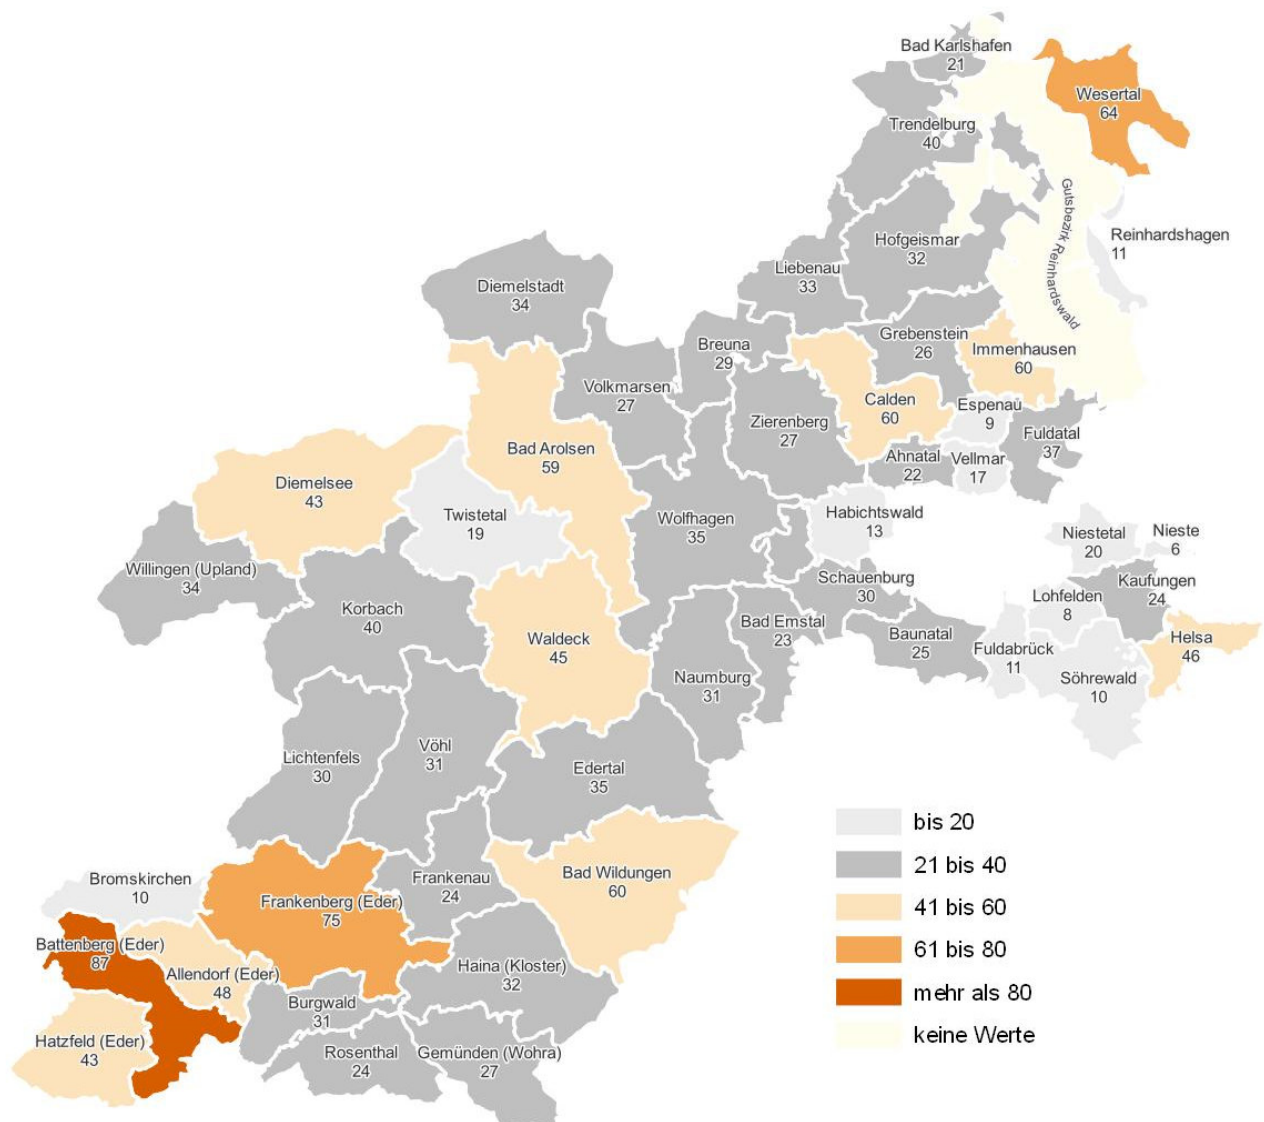 Bad Karlshafen
21
Wesertal
64
Trendelburg
40
Gutsbezirk Reinhardswald
Reinhardshagen
11
Hofgeismar
32
Liebenau
33
Diemelstadt
34
Grebenstein
26
Breuna
29
Immenhausen
60
Volkmarsen
27
Calden
60
Espenau
9
Zierenberg
27
Fuldatal
37
Bad Arolsen
59
Ahnatal
22
Vellmar
17
Diemelsee
43
Twistetal
19
Wolfhagen
35
Habichtswald
13
Niestetal
20
Nieste
6
Willingen (Upland)
34
Schauenburg
30
Kaufungen
24
Lohfelden
8
Korbach
40
Bad Emstal
23
Baunatal
25
Waldeck
45
Fuldabrück
11
Helsa
46
Naumburg
31
Söhrewald
10
Vöhl
31
Lichtenfels
30
Edertal
35
Bad Wildungen
60
Frankenau
24
Bromskirchen
10
Frankenberg (Eder)
75
Battenberg (Eder)
87
Allendorf (Eder)
48
Haina (Kloster)
32
Burgwald
31
Hatzfeld (Eder)
43
Rosenthal
24
Gemünden (Wohra)
27
bis 20
21 bis 40
41 bis 60
61 bis 80
mehr als 80
keine Werte